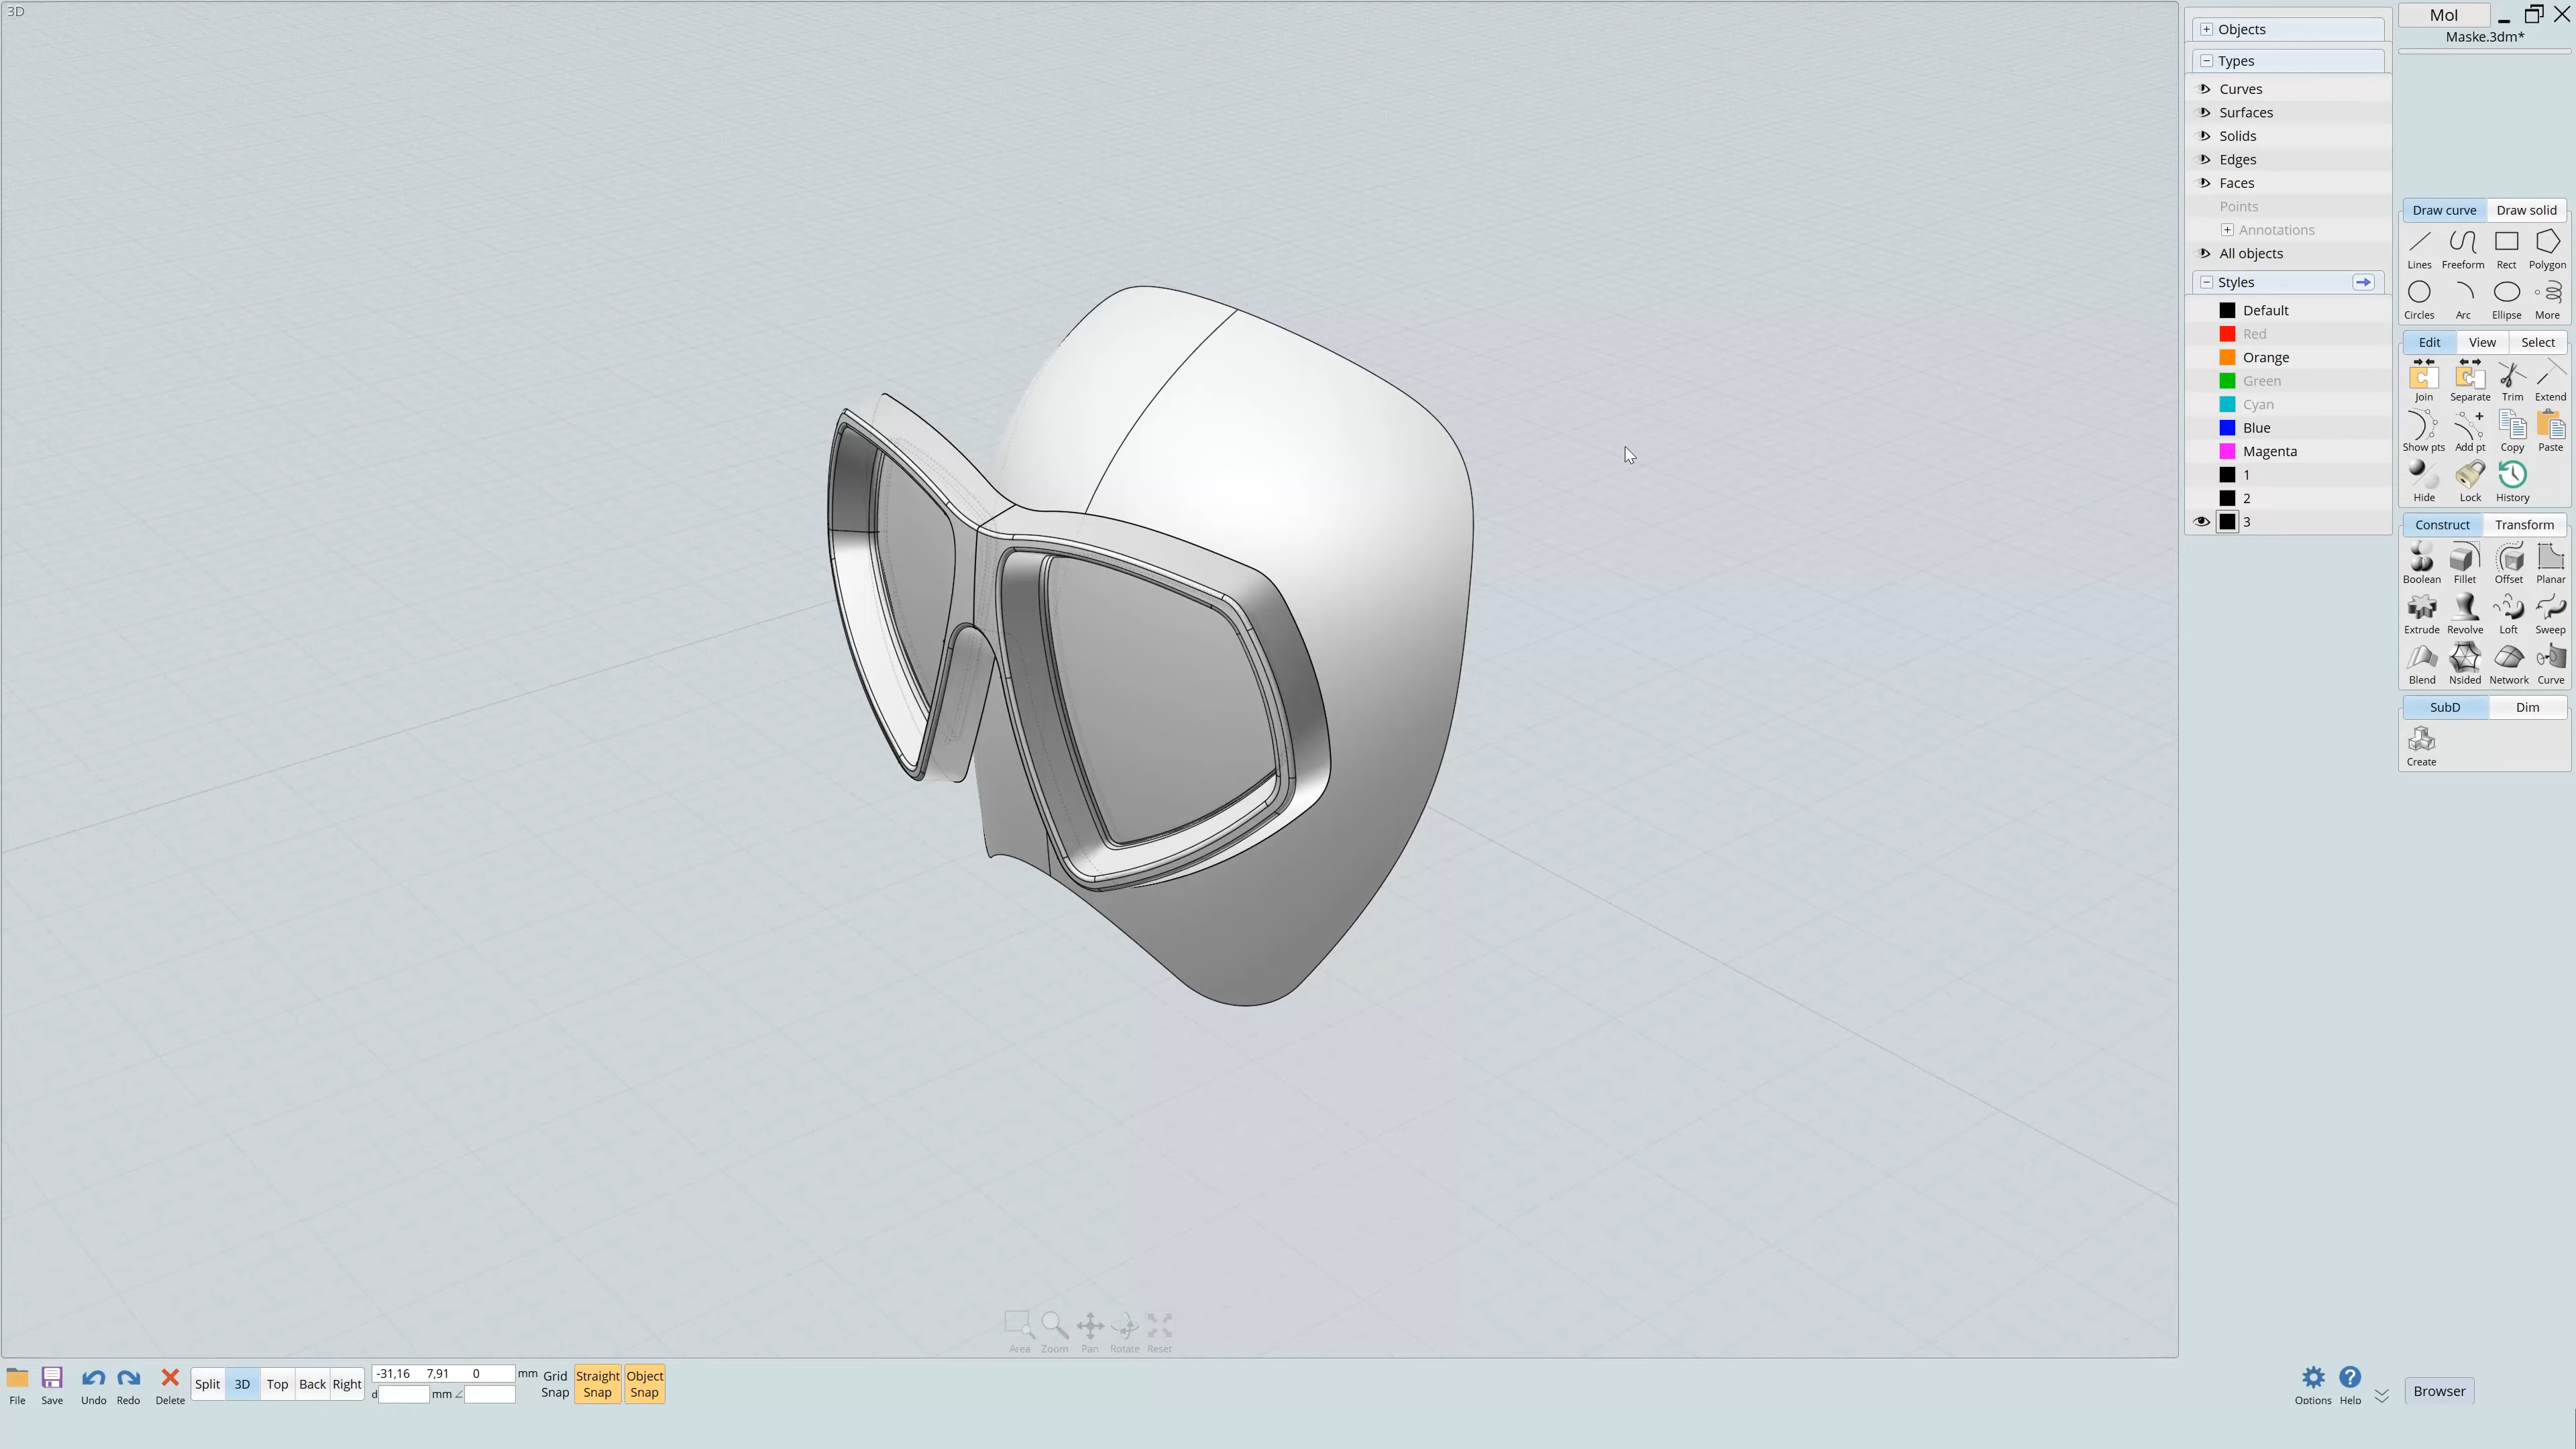 3D
Objects
Types
Curves
Surfaces
Solids
Edges
Faces
Points
Annotations
All objects
Styles
Default
Red
Orange
Green
Cyan
Blue
Magenta
1
2
3
MoI
Maske.3dm*
Draw curve Draw solid
Lines Freeform Rect Polygon
Circles Arc Ellipse More
Edit View Select
Join Separate Trim Extend
Show pts Add pt Copy Paste
Hide Lock History
Construct Transform
Boolean Fillet Offset Planar
Extrude Revolve Loft Sweep
Blend Nsided Network Curve
SubD Dim
Create
Area Zoom Pan Rotate Reset
File Save Undo Redo Delete
Split 3D Top Back Right
-31,16 7,91 0 mm
d mm
Grid Snap
Straight Snap
Object Snap
Options Help
Browser